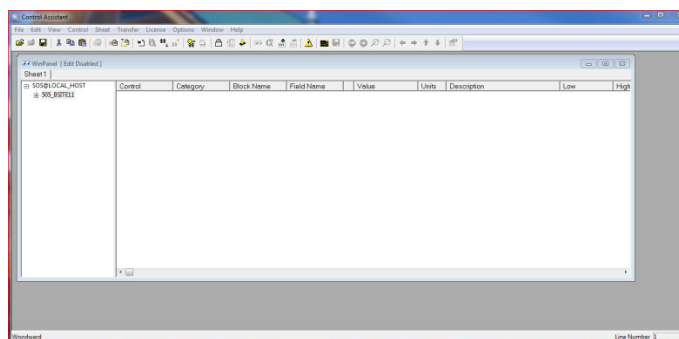 Control Assistant
File Edit View Control Sheet Transfer License Options Window Help
WinPanel [ Edit Disabled ]
Sheet1
SOS@LOCAL_HOST
505_BSITE11
Control Category Block Name Field Name Value Units Description Low High
Woodward
Line Number 1